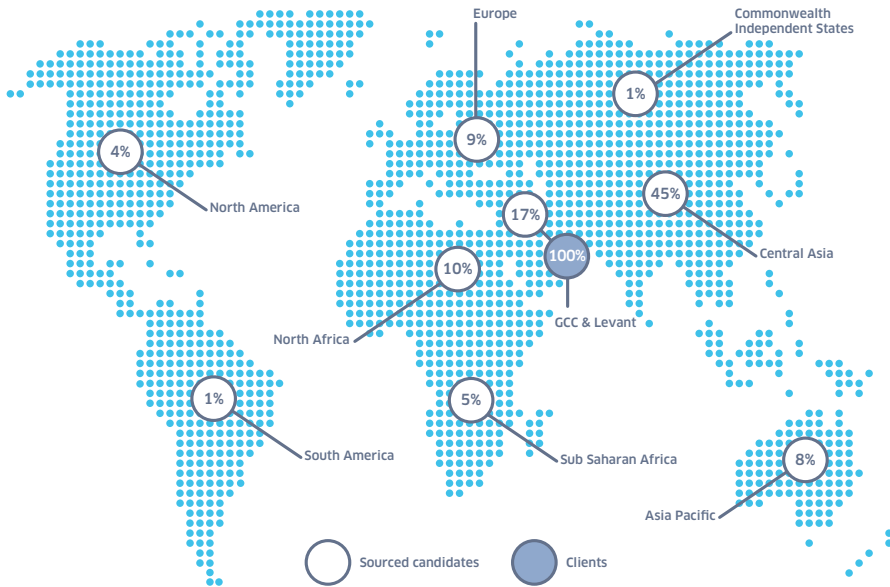 Europe
Commonwealth
Independent States
1%
9%
4%
45%
North America
17%
Central Asia
100%
10%
GCC & Levant
North Africa
1%
5%
South America
Sub Saharan Africa
8%
Asia Pacific
Sourced candidates
Clients